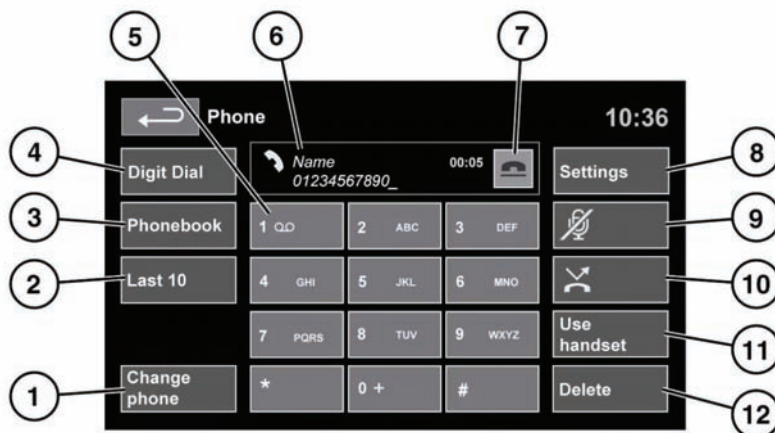 5
6
7
Phone
10:36
4
Digit Dial
Name
00:05
01234567890_
Settings
8
3
Phonebook
1
2 ABC
3 DEF
9
2
Last 10
4 GHI
5 JKL
6 MNO
10
7 PQRS
8 TUV
9 WXYZ
Use
handset
11
1
Change
phone
*
0 +
#
Delete
12